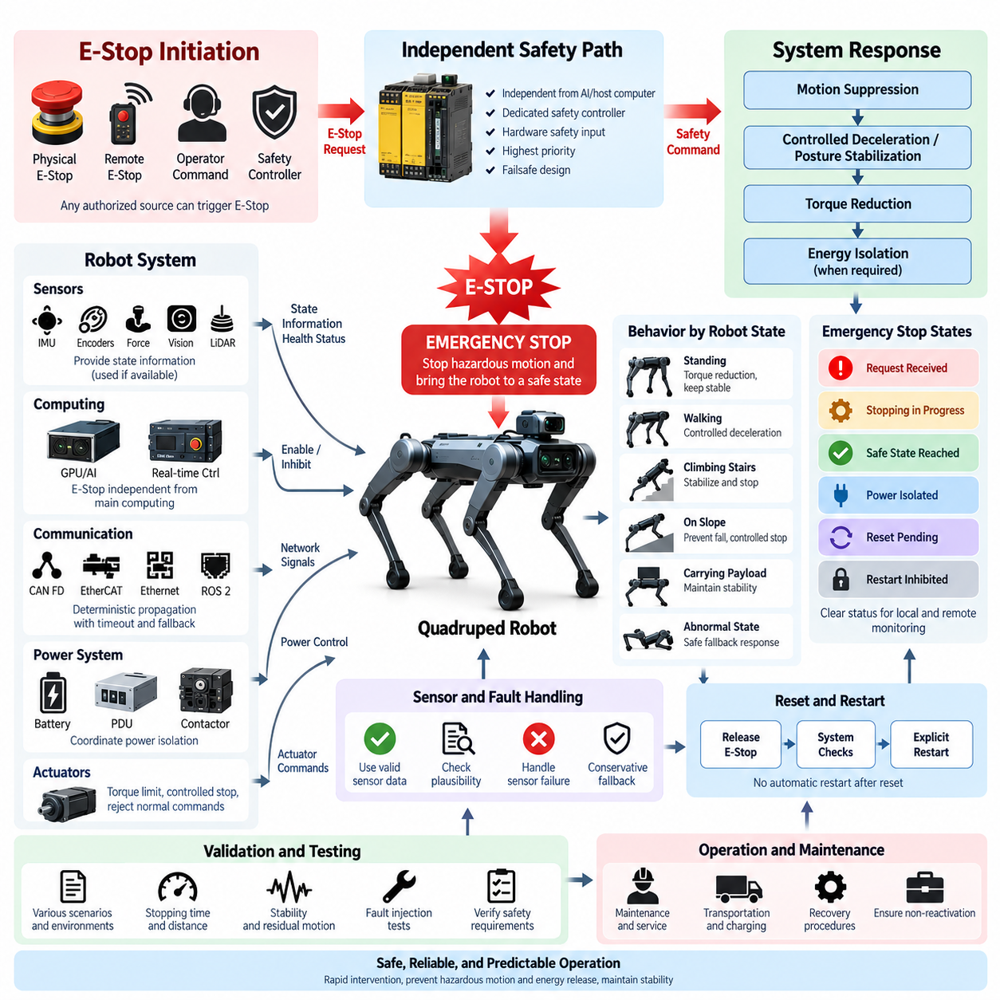 E-Stop Initiation
Physical
E-Stop
Remote
E-Stop
Operator
Command
Safety
Controller
Any authorized source can trigger E-Stop
E-Stop
Request
Independent Safety Path
Independent from AI/host computer
Dedicated safety controller
Hardware safety input
Highest priority
Failsafe design
Safety
Command
System Response
Motion Suppression
Controlled Deceleration /
Posture Stabilization
Torque Reduction
Energy Isolation
(when required)
E-STOP
EMERGENCY STOP
Stop hazardous motion and
bring the robot to a safe state
Robot System
Sensors
IMU
Encoders
Force
Vision
LiDAR
Provide state information
(used if available)
Computing
GPU/AI
Real-time Ctrl
E-Stop independent from
main computing
Communication
CAN FD
EtherCAT
Ethernet
ROS 2
Deterministic propagation
with timeout and fallback
Power System
Battery
PDU
Contactor
Coordinate power isolation
Actuators
Torque limit, controlled stop,
reject normal commands
State
Information
Health Status
Enable /
Inhibit
Network
Signals
Power Control
Actuator
Commands
Quadruped Robot
Behavior by Robot State
Standing
Torque reduction,
keep stable
Walking
Controlled deceleration
Climbing Stairs
Stabilize and stop
On Slope
Prevent fall, controlled stop
Carrying Payload
Maintain stability
Abnormal State
Safe fallback response
Emergency Stop States
Request Received
Stopping in Progress
Safe State Reached
Power Isolated
Reset Pending
Restart Inhibited
Clear status for local and remote
monitoring
Sensor and Fault Handling
Use valid
sensor data
Check
plausibility
Handle
sensor failure
Conservative
fallback
Reset and Restart
Release
E-Stop
System
Checks
Explicit
Restart
No automatic restart after reset
Validation and Testing
Various scenarios
and environments
Stopping time
and distance
Stability
and residual motion
Fault injection
tests
Verify safety
requirements
Operation and Maintenance
Maintenance
and service
Transportation
and charging
Recovery
procedures
Ensure non-reactivation
Safe, Reliable, and Predictable Operation
Rapid intervention, prevent hazardous motion and energy release, maintain stability